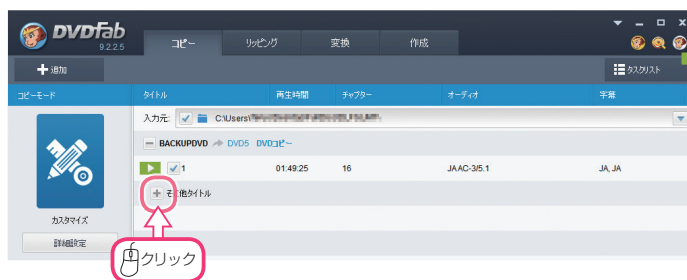 DVDFab
9.2.2.5
コピー リッピング 変換 作成
追加 タスクリスト
コピーモード タイトル 再生時間 チャプター オーディオ 字幕
入力元: C:\Users\
BACKUPDVD DVD5 DVDコピー
1 01:49:25 16 JA AC-3/5.1 JA, JA
その他タイトル
カスタマイズ
詳細設定
クリック